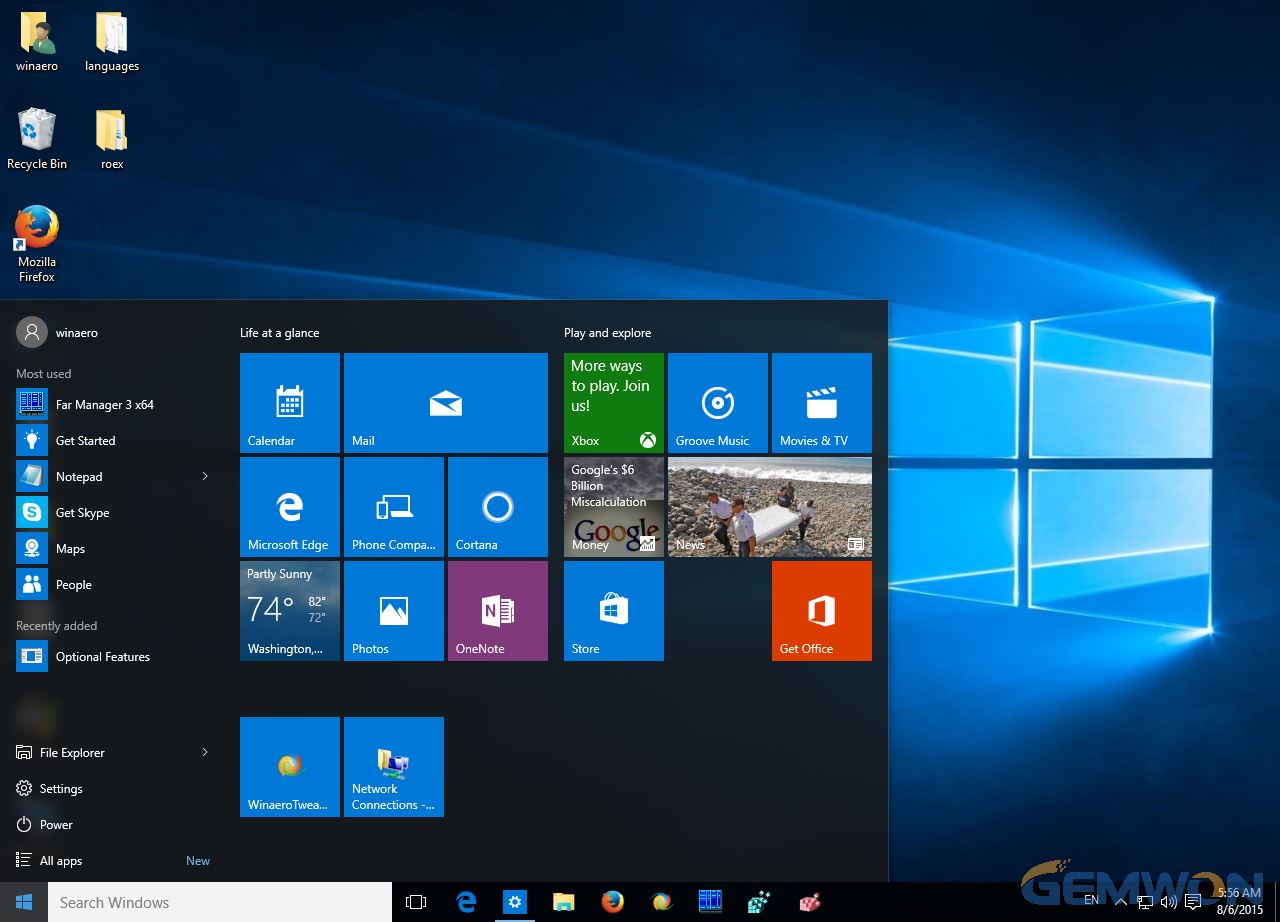 winaero
languages
Recycle Bin
roex
Mozilla
Firefox
winaero
Most used
Far Manager 3 x64
Get Started
Notepad
Get Skype
Maps
People
Recently added
Optional Features
File Explorer
Settings
Power
All apps
New
Life at a glance
Calendar
Mail
Microsoft Edge
Phone Compa...
Cortana
Partly Sunny
74°
82°
72°
Washington,...
Photos
OneNote
WinaeroTwea...
Network
Connections -...
Play and explore
More ways
to play. Join
us!
Xbox
Groove Music
Movies & TV
Google's $6
Billion
Miscalculation
Google
Money
News
Store
Get Office
Search Windows
EN
5:56 AM
8/6/2015
GEMWON